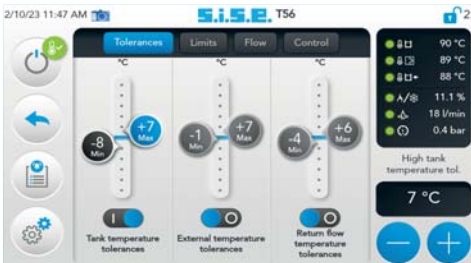 2/10/23 11:47 AM
s.i.s.e. T56
Tolerances Limits Flow Control
°C °C °C
+7 Max
-8 Min
+7 Max
-1 Min
+6 Max
-4 Min
I
O
O
Tank temperature tolerances
External temperature tolerances
Return flow temperature tolerances
90 °C
89 °C
88 °C
11.1 %
18 l/min
0.4 bar
High tank
temperature tol.
7 °C